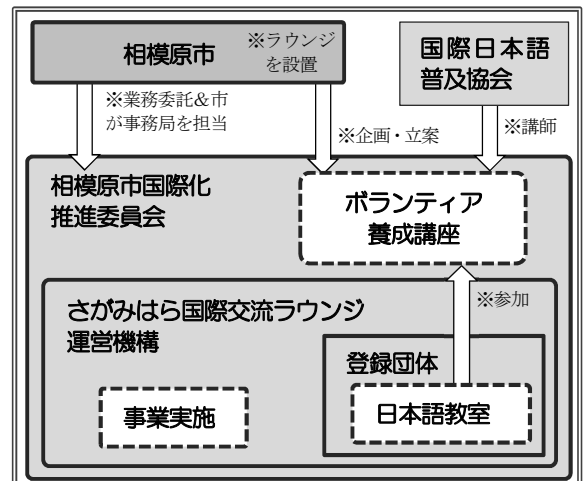 相模原市
※ラウンジ
を設置
国際日本語
普及協会
※業務委託&市
が事務局を担当
※企画・立案
※講師
相模原市国際化
推進委員会
ボランティア
養成講座
さがみはら国際交流ラウンジ
運営機構
※参加
登録団体
事業実施
日本語教室